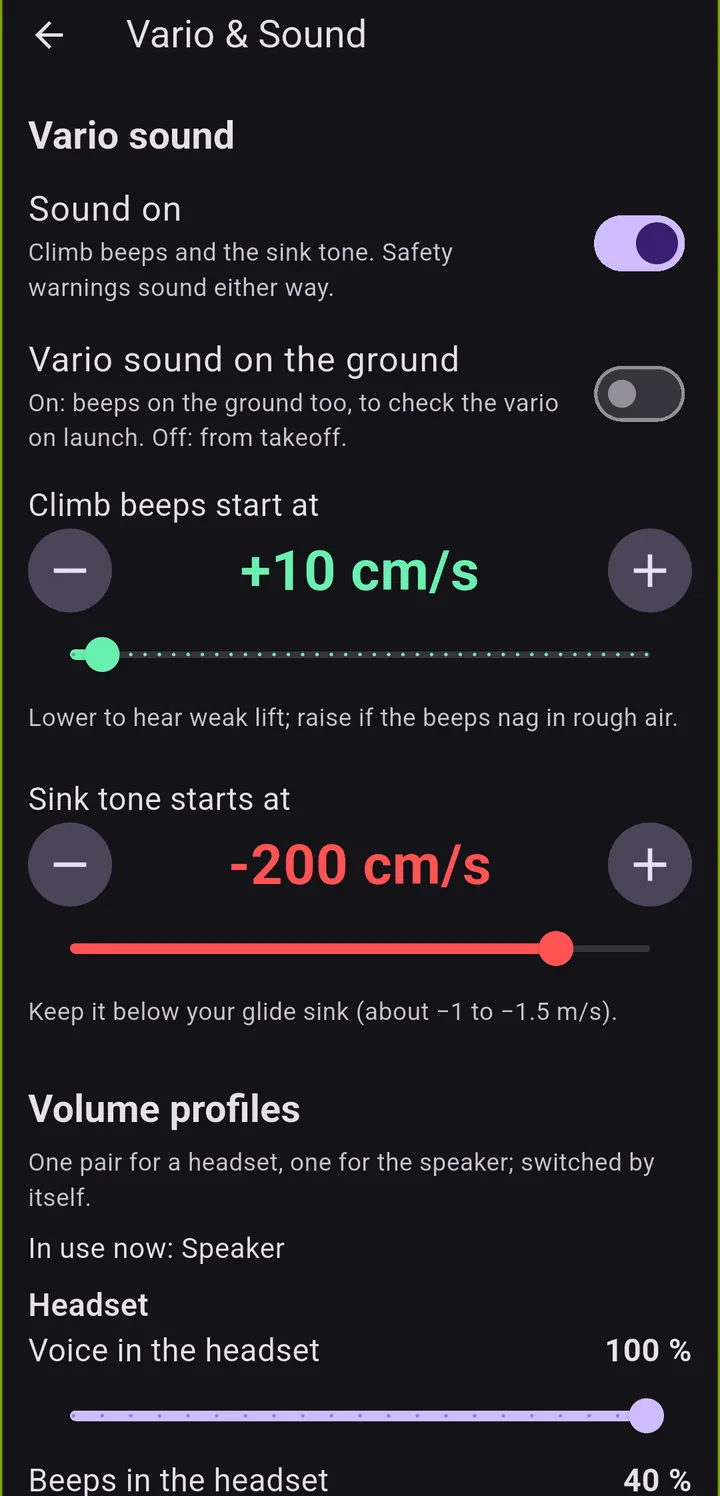 Vario & Sound
Vario sound
Sound on
Climb beeps and the sink tone. Safety
warnings sound either way.
Vario sound on the ground
On: beeps on the ground too, to check the vario
on launch. Off: from takeoff.
Climb beeps start at
+10 cm/s
Lower to hear weak lift; raise if the beeps nag in rough air.
Sink tone starts at
-200 cm/s
Keep it below your glide sink (about −1 to −1.5 m/s).
Volume profiles
One pair for a headset, one for the speaker; switched by
itself.
In use now: Speaker
Headset
Voice in the headset 100 %
Beeps in the headset 40 %